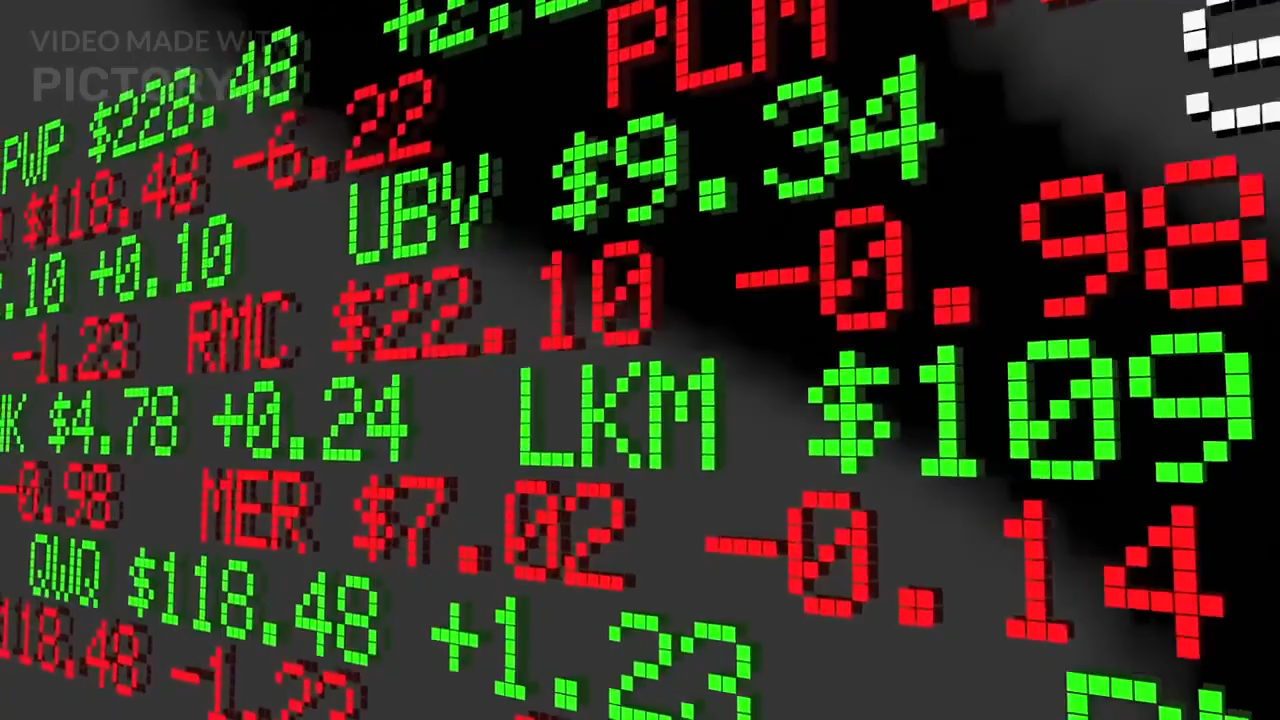 VIDEO MADE WITH
PICTORY
+2.
PLM
PWP $228.48
$118.48 -6.22
UBV $9.34
.10 +0.10
-1.23 RMC $22.10 -0.98
$4.78 +0.24 LKM $109
-0.98 MER $7.02 -0.14
QWQ $118.48 +1.23
118.48